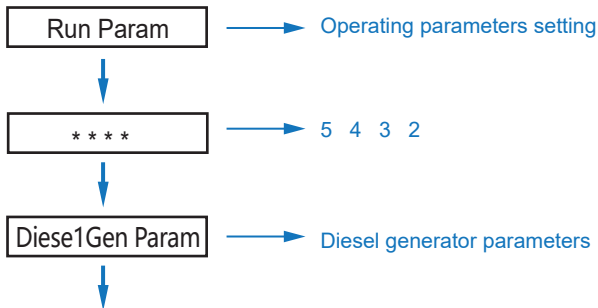 Run Param
Operating parameters setting
* * * *
5 4 3 2
Diese1Gen Param
Diesel generator parameters